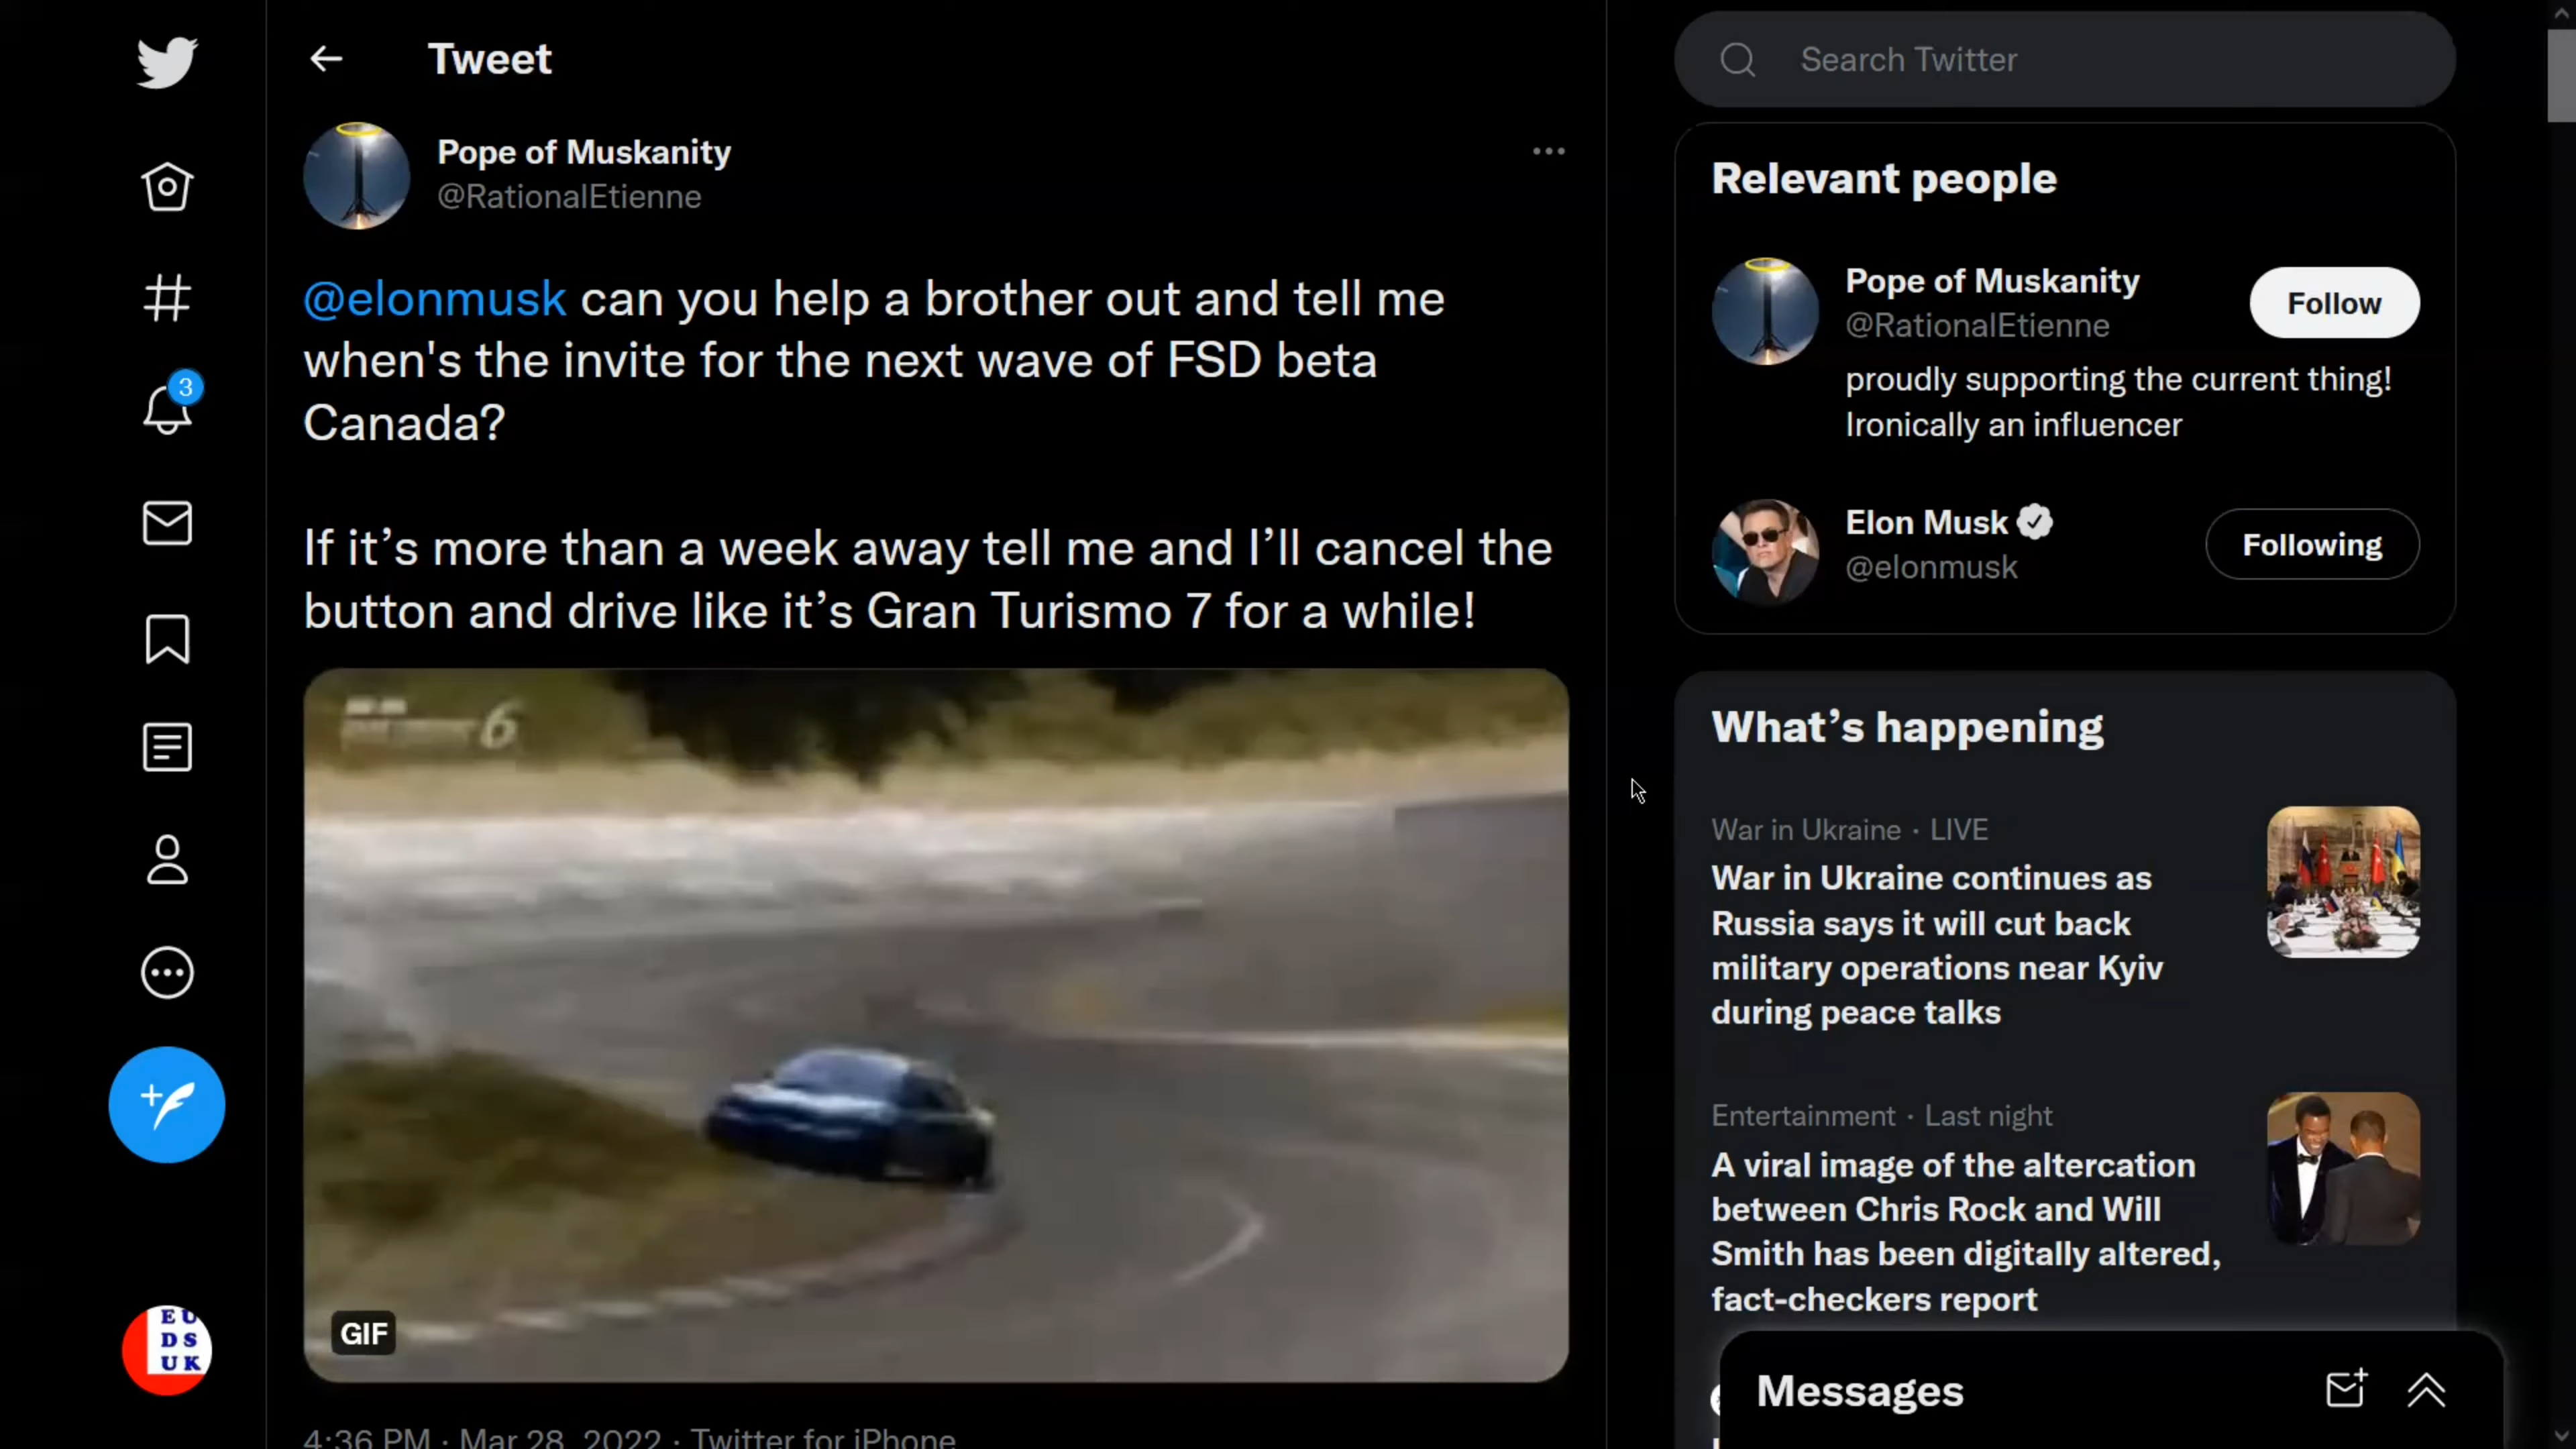 Tweet
Pope of Muskanity
@RationalEtienne
@elonmusk can you help a brother out and tell me
when's the invite for the next wave of FSD beta
Canada?
If it’s more than a week away tell me and I’ll cancel the
button and drive like it’s Gran Turismo 7 for a while!
6
GIF
4:36 PM · Mar 28, 2022 · Twitter for iPhone
3
EU
DS
UK
Search Twitter
Relevant people
Pope of Muskanity
@RationalEtienne
Follow
proudly supporting the current thing!
Ironically an influencer
Elon Musk
@elonmusk
Following
What’s happening
War in Ukraine · LIVE
War in Ukraine continues as
Russia says it will cut back
military operations near Kyiv
during peace talks
Entertainment · Last night
A viral image of the altercation
between Chris Rock and Will
Smith has been digitally altered,
fact-checkers report
Messages